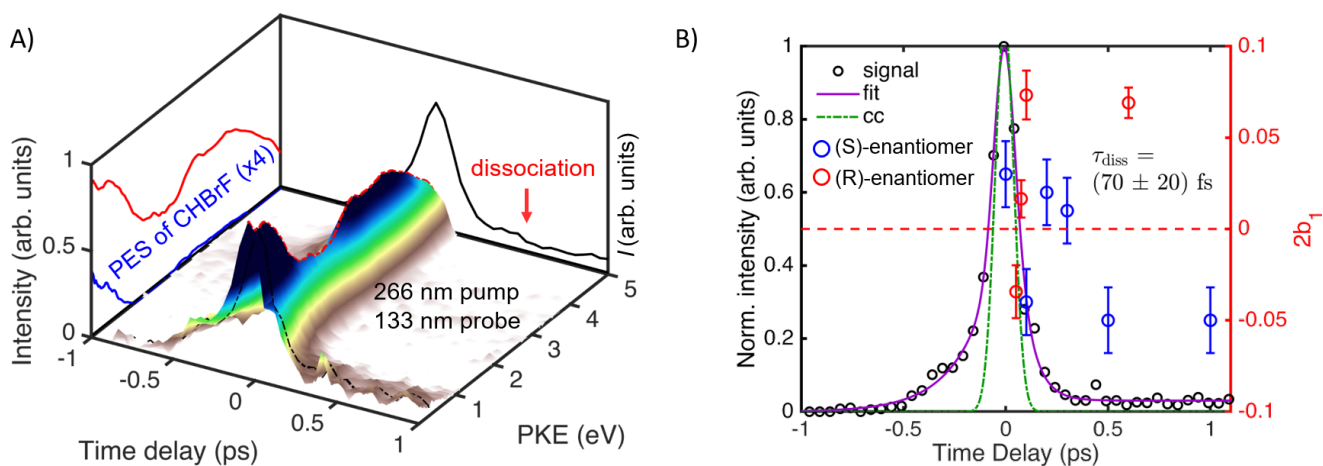 A)
Intensity (arb. units)
1
0.5
0
PES of CHBrF (x4)
dissociation
I (arb. units)
266 nm pump
133 nm probe
-1
-0.5
0
0.5
1
Time delay (ps)
1
2
3
4
5
PKE (eV)
B)
Norm. intensity (arb. units)
1
0.8
0.6
0.4
0.2
0
signal
fit
cc
(S)-enantiomer
(R)-enantiomer
τdiss =
(70 ± 20) fs
0.1
0.05
0
-0.05
-0.1
2b1
-0.5
0
0.5
1
Time Delay (ps)